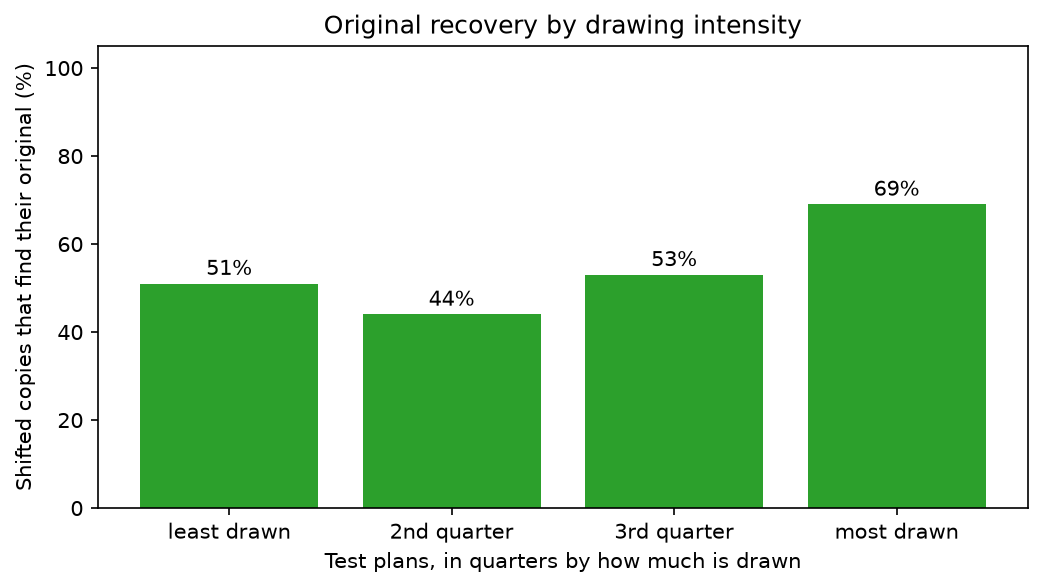 Original recovery by drawing intensity
Shifted copies that find their original (%)
100
80
60
40
20
0
51%
44%
53%
69%
least drawn
2nd quarter
3rd quarter
most drawn
Test plans, in quarters by how much is drawn